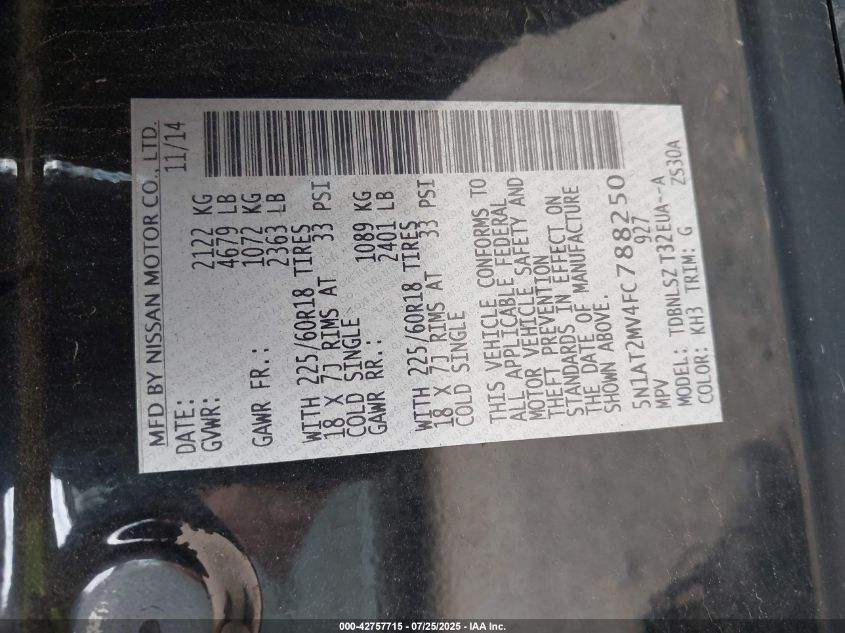 MFD BY NISSAN MOTOR CO., LTD.
DATE: 11/14
GVWR: 2122 KG
4679 LB
GAWR FR.: 1072 KG
2363 LB
WITH 225/60R18 TIRES
18 X 7J RIMS AT 33 PSI
COLD SINGLE
GAWR RR.: 1089 KG
2401 LB
WITH 225/60R18 TIRES
18 X 7J RIMS AT 33 PSI
COLD SINGLE
THIS VEHICLE CONFORMS TO
ALL APPLICABLE FEDERAL
MOTOR VEHICLE SAFETY AND
THEFT PREVENTION
STANDARDS IN EFFECT ON
THE DATE OF MANUFACTURE
SHOWN ABOVE.
5N1AT2MV4FC788250
MPV 927
MODEL: TDBNLSZ T32EUA--A
COLOR: KH3 TRIM: G ZS30A
000-42757715 - 07/25/2025 - IAA Inc.